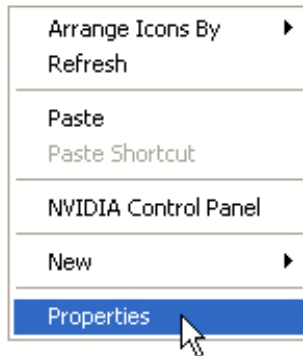 Arrange Icons By
Refresh
Paste
Paste Shortcut
NVIDIA Control Panel
New
Properties